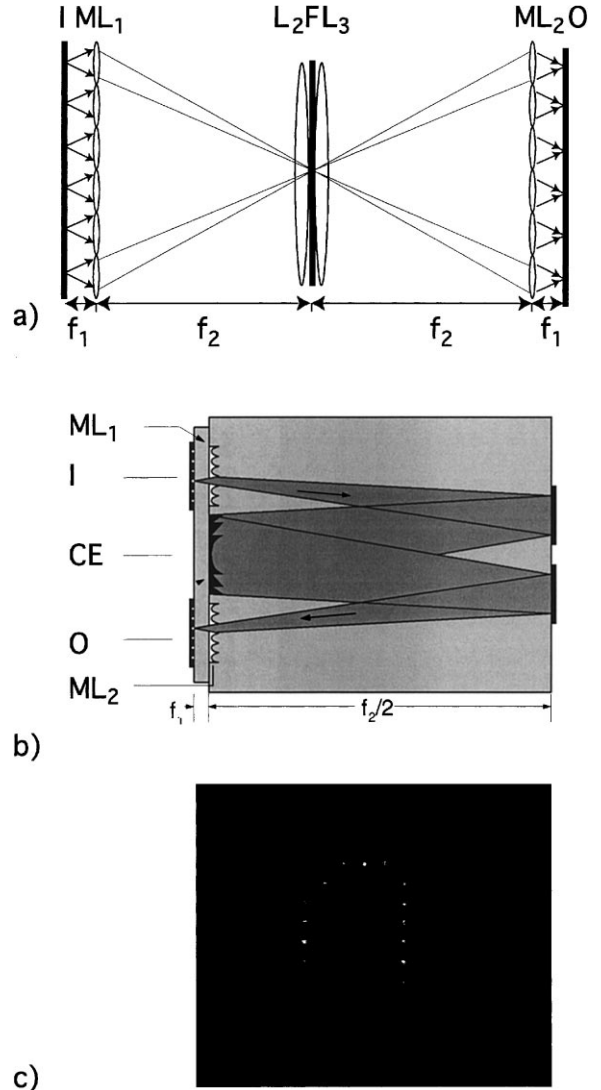 I ML₁ L₂FL₃ ML₂O
f₁ f₂ f₂ f₁
a)
ML₁
I
CE
O
ML₂
f₁ f₂/2
b)
c)